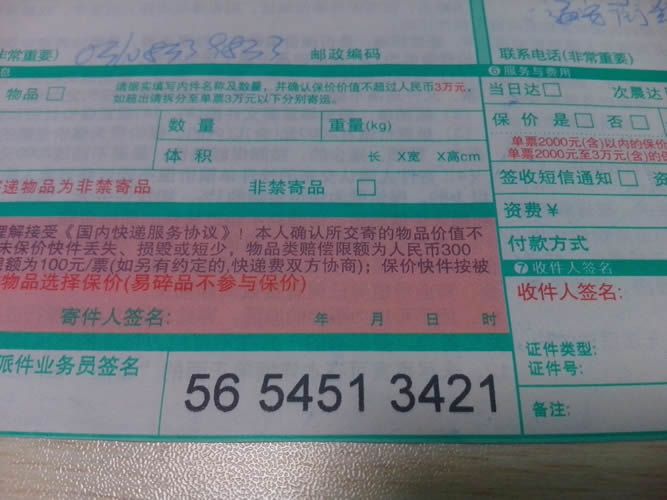 非常重要)
邮政编码
联系电话(非常重要)
物品
请据实填写内件名称及数量,并确认保价价值不超过人民币3万元,
如超出请拆分至单票3万元以下分别寄运。
数量
重量(kg)
体积
长 X宽 X高cm
递物品为非禁寄品
非禁寄品
理解接受《国内快递服务协议》!本人确认所交寄的物品价值不
未保价快件丢失、损毁或短少,物品类赔偿限额为人民币300
限额为100元/票(如另有约定的,快递费双方协商);保价快件按被
物品选择保价(易碎品不参与保价)
寄件人签名:
年 月 日 时
派件业务员签名
56 5451 3421
⑥服务与费用
当日达
次晨达
保价 是 否
单票2000元(含)以内的保价
单票2000元至3万元(含)的
签收短信通知
资费¥
付款方式
⑦收件人签名
收件人签名:
证件类型:
证件号:
备注: